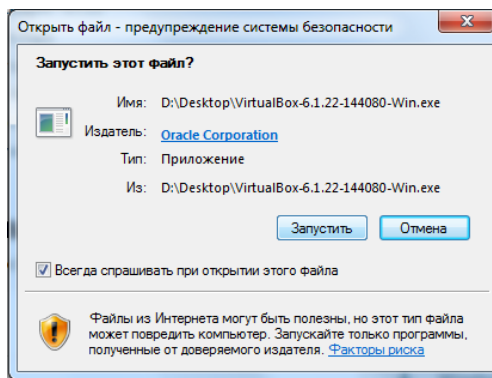 Открыть файл - предупреждение системы безопасности
Запустить этот файл?
Имя: D:\Desktop\VirtualBox-6.1.22-144080-Win.exe
Издатель: Oracle Corporation
Тип: Приложение
Из: D:\Desktop\VirtualBox-6.1.22-144080-Win.exe
Запустить Отмена
Всегда спрашивать при открытии этого файла
Файлы из Интернета могут быть полезны, но этот тип файла
может повредить компьютер. Запускайте только программы,
полученные от доверяемого издателя. Факторы риска